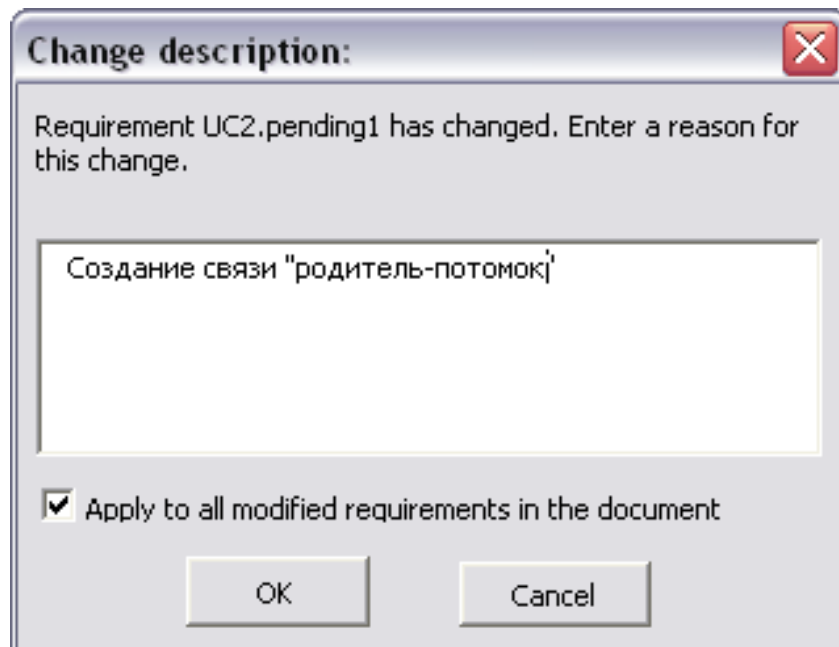 Change description:
Requirement UC2.pending1 has changed. Enter a reason for
this change.
Создание связи "родитель-потомок"
Apply to all modified requirements in the document
OK
Cancel